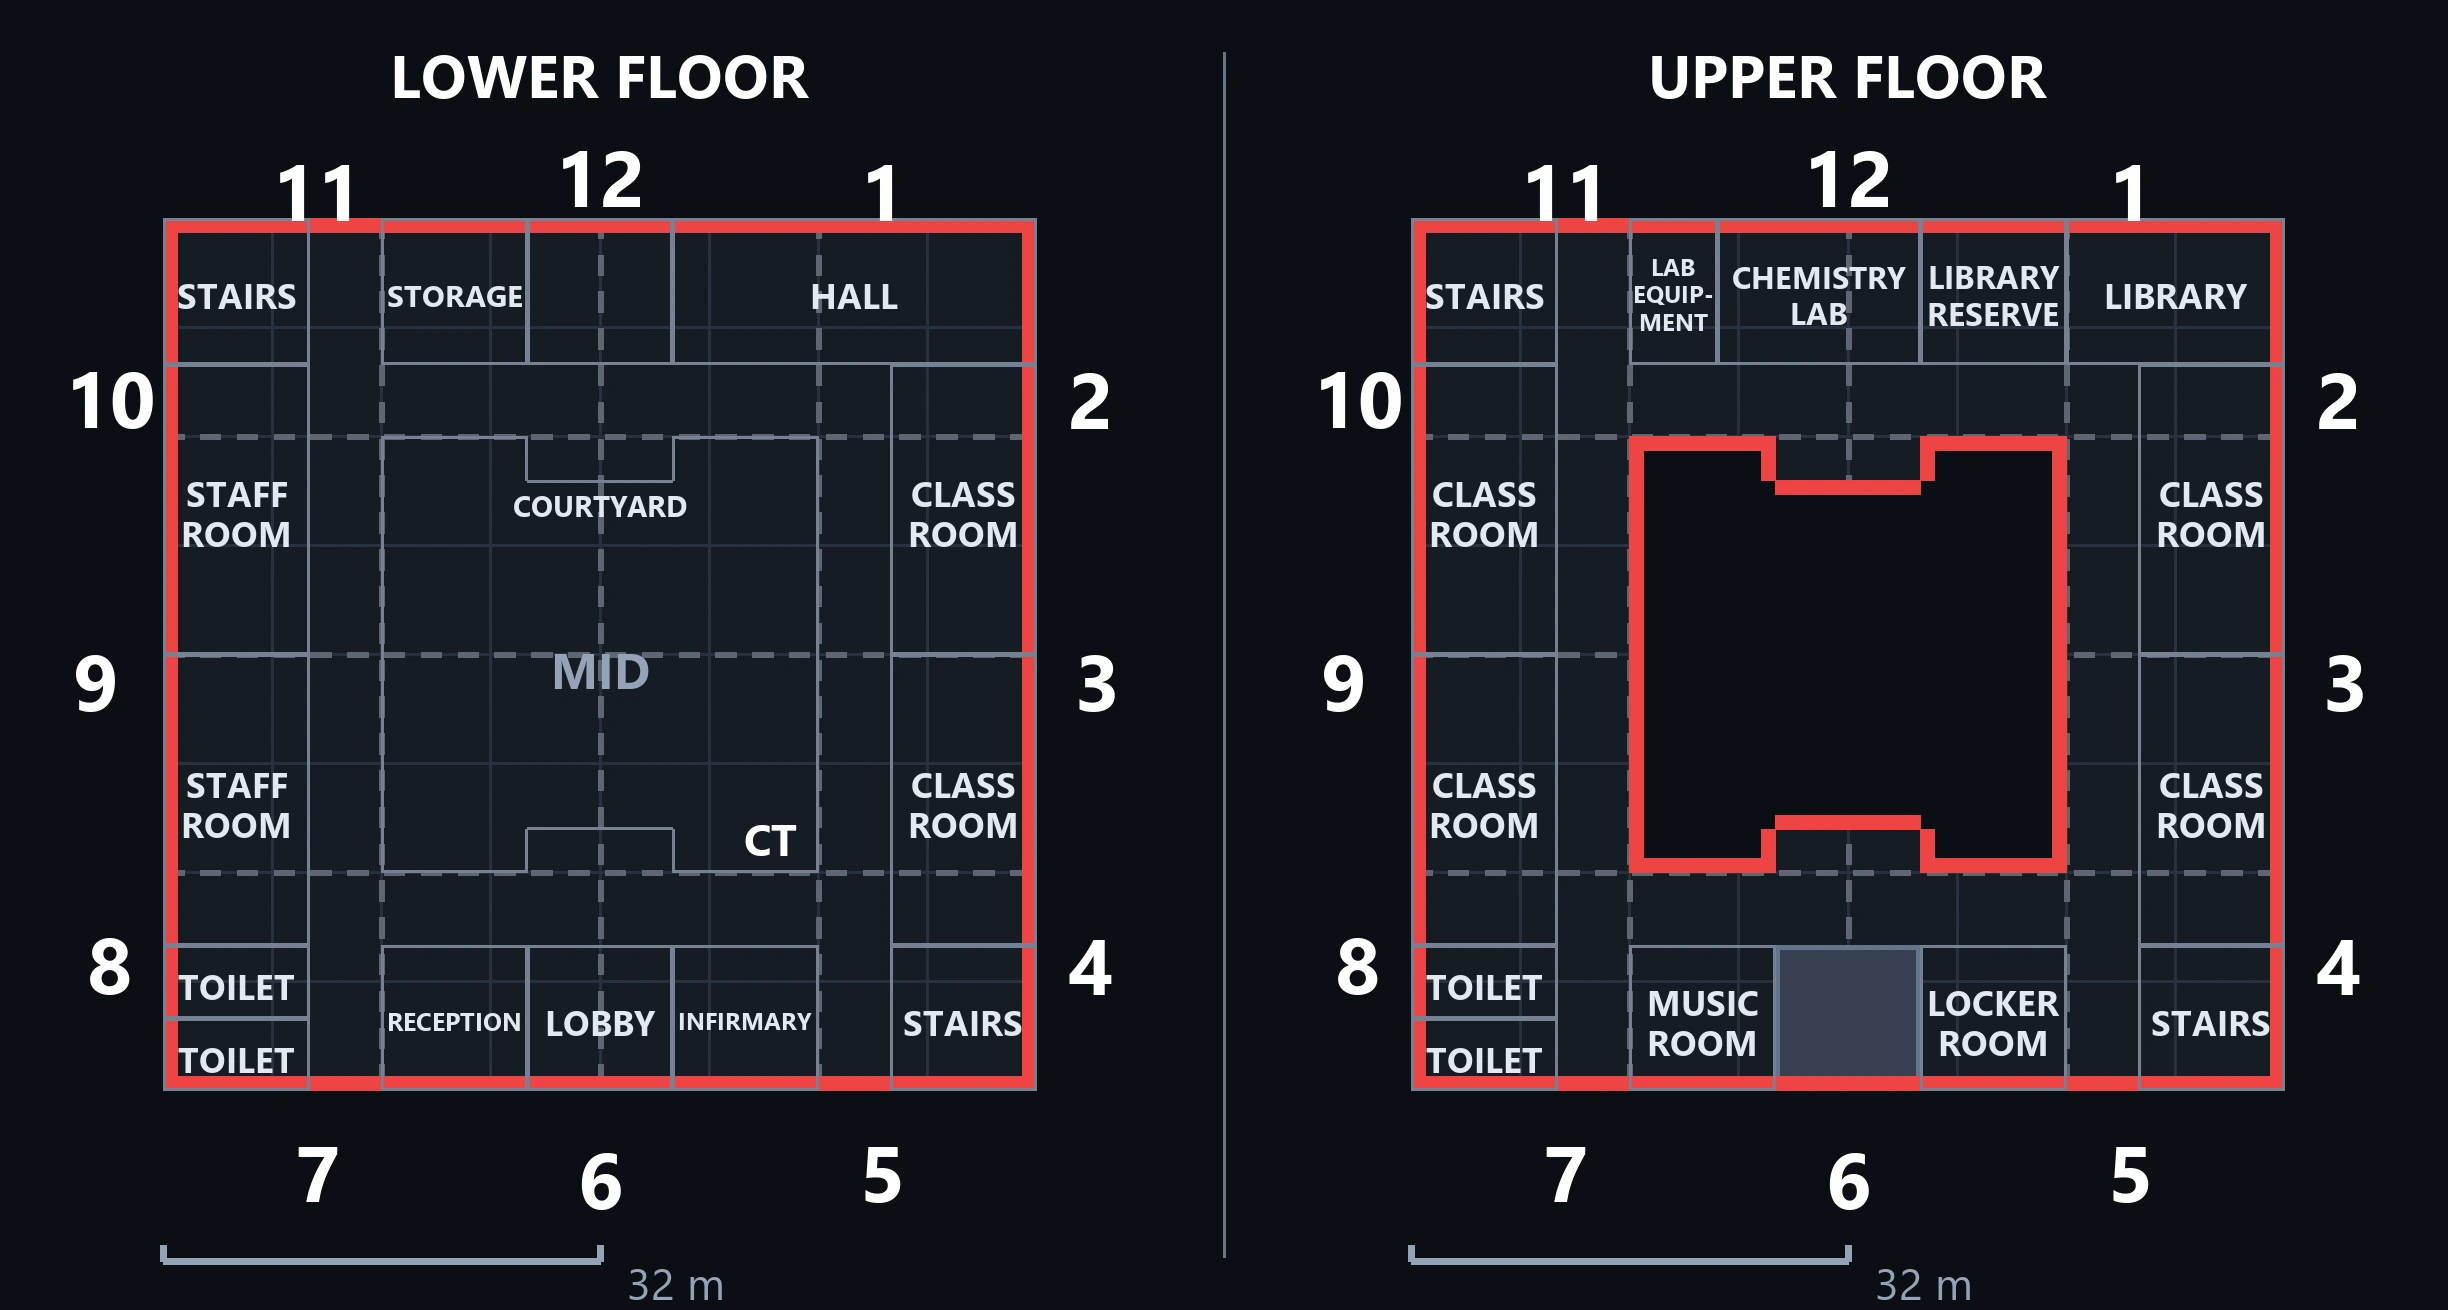 LOWER FLOOR
11
12
1
STAIRS
STORAGE
HALL
10
2
STAFF
ROOM
COURTYARD
CLASS
ROOM
9
MID
3
STAFF
ROOM
CT
CLASS
ROOM
8
TOILET
4
TOILET
RECEPTION
LOBBY
INFIRMARY
STAIRS
7
6
5
32 m
UPPER FLOOR
11
12
1
STAIRS
LAB
EQUIP-
MENT
CHEMISTRY
LAB
LIBRARY
RESERVE
LIBRARY
10
2
CLASS
ROOM
CLASS
ROOM
9
3
CLASS
ROOM
CLASS
ROOM
8
TOILET
4
TOILET
MUSIC
ROOM
LOCKER
ROOM
STAIRS
7
6
5
32 m